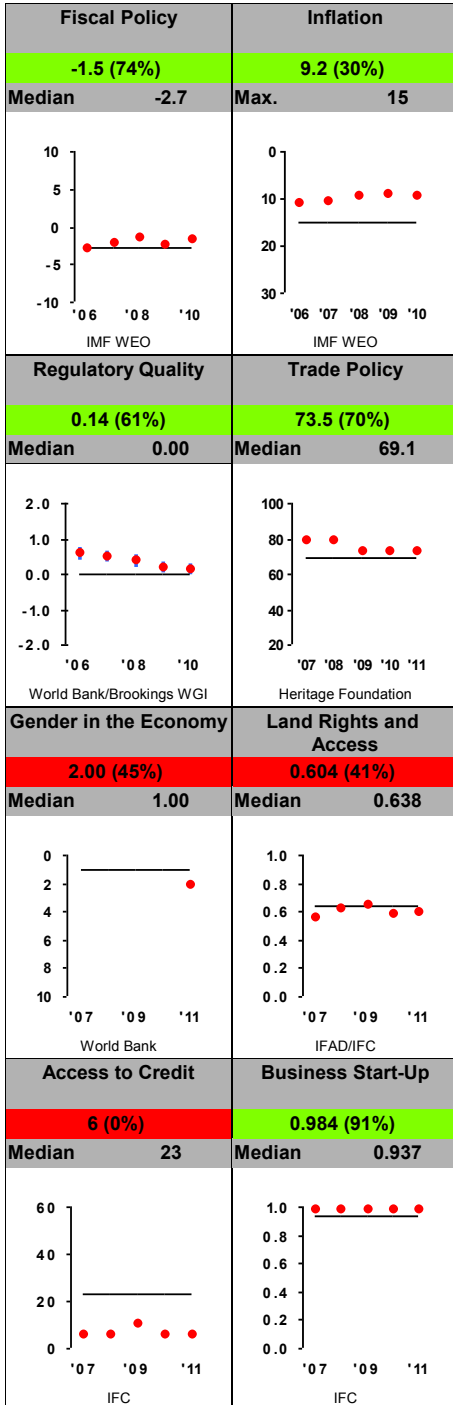 Fiscal Policy
-1.5 (74%)
Median -2.7
10
5
0
-5
-10
'06 '08 '10
IMF WEO
Inflation
9.2 (30%)
Max. 15
0
10
20
30
'06 '07 '08 '09 '10
IMF WEO
Regulatory Quality
0.14 (61%)
Median 0.00
2.0
1.0
0.0
-1.0
-2.0
'06 '08 '10
World Bank/Brookings WGI
Trade Policy
73.5 (70%)
Median 69.1
100
80
60
40
20
'07 '08 '09 '10 '11
Heritage Foundation
Gender in the Economy
2.00 (45%)
Median 1.00
0
2
4
6
8
10
'07 '09 '11
World Bank
Land Rights and
Access
0.604 (41%)
Median 0.638
1.0
0.8
0.6
0.4
0.2
0.0
'07 '09 '11
IFAD/IFC
Access to Credit
6 (0%)
Median 23
60
40
20
0
'07 '09 '11
IFC
Business Start-Up
0.984 (91%)
Median 0.937
1.0
0.8
0.6
0.4
0.2
0.0
'07 '09 '11
IFC